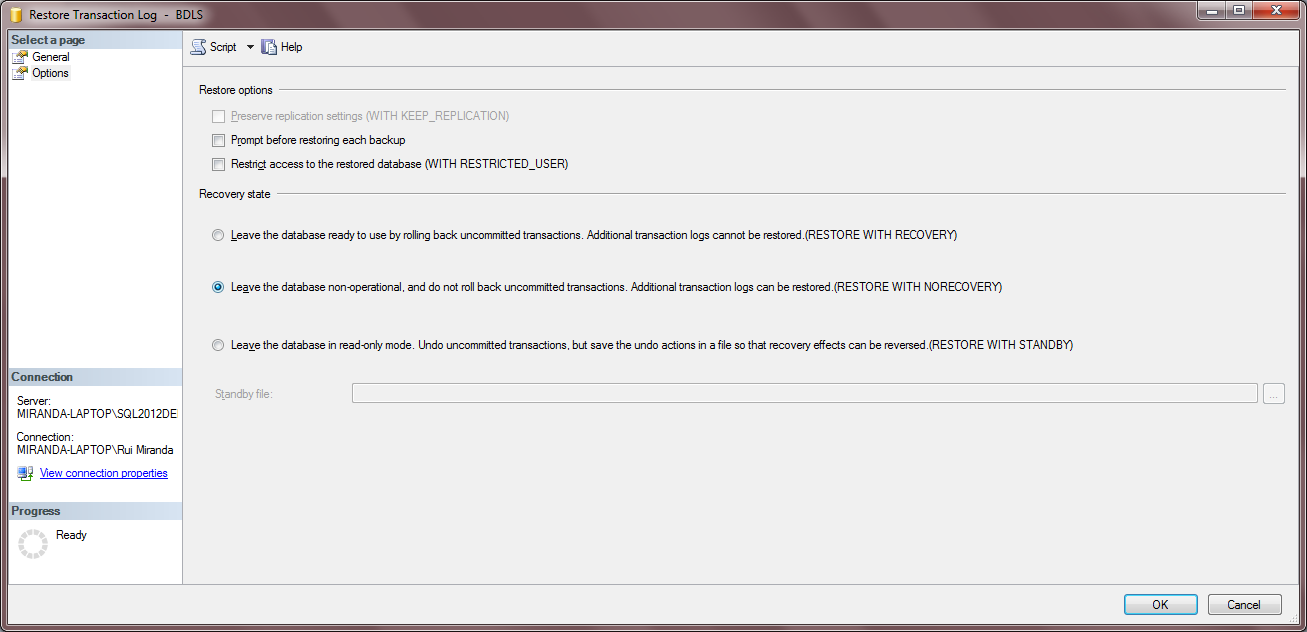 Restore Transaction Log - BDLS
Select a page
General
Options
Script
Help
Restore options
Preserve replication settings (WITH KEEP_REPLICATION)
Prompt before restoring each backup
Restrict access to the restored database (WITH RESTRICTED_USER)
Recovery state
Leave the database ready to use by rolling back uncommitted transactions. Additional transaction logs cannot be restored.(RESTORE WITH RECOVERY)
Leave the database non-operational, and do not roll back uncommitted transactions. Additional transaction logs can be restored.(RESTORE WITH NORECOVERY)
Leave the database in read-only mode. Undo uncommitted transactions, but save the undo actions in a file so that recovery effects can be reversed.(RESTORE WITH STANDBY)
Standby file:
...
Connection
Server:
MIRANDA-LAPTOP\SQL2012DE
Connection:
MIRANDA-LAPTOP\Rui Miranda
View connection properties
Progress
Ready
OK
Cancel